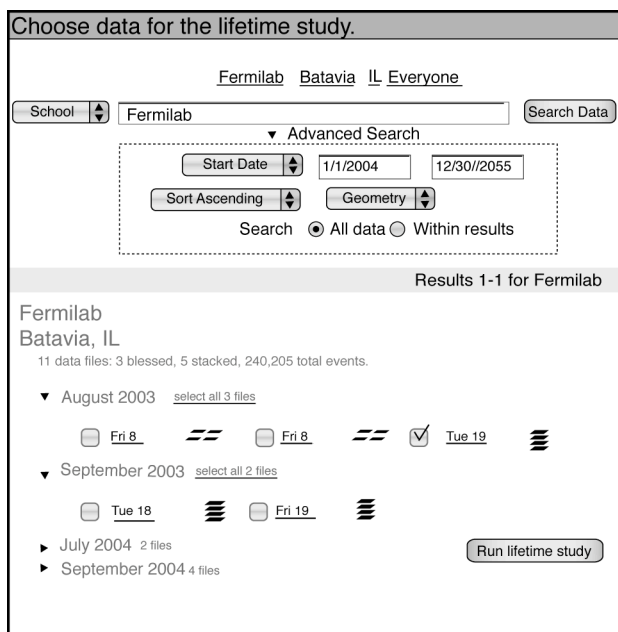 Choose data for the lifetime study.
Fermilab Batavia IL Everyone
School Fermilab Search Data
Advanced Search
Start Date 1/1/2004 12/30//2055
Sort Ascending Geometry
Search All data Within results
Results 1-1 for Fermilab
Fermilab
Batavia, IL
11 data files: 3 blessed, 5 stacked, 240,205 total events.
August 2003 select all 3 files
Fri 8 Fri 8 Tue 19
September 2003 select all 2 files
Tue 18 Fri 19
July 2004 2 files
Run lifetime study
September 2004 4 files